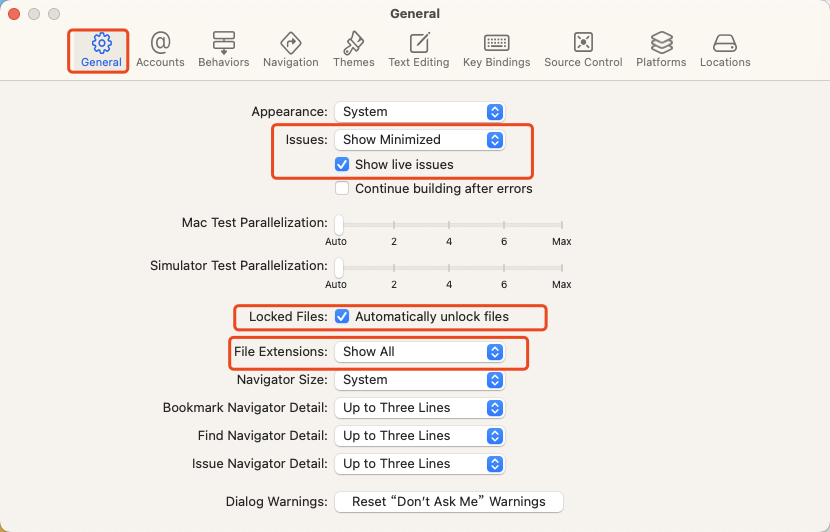 General
General Accounts Behaviors Navigation Themes Text Editing Key Bindings Source Control Platforms Locations
Appearance: System
Issues: Show Minimized
Show live issues
Continue building after errors
Mac Test Parallelization:
Auto 2 4 6 Max
Simulator Test Parallelization:
Auto 2 4 6 Max
Locked Files: Automatically unlock files
File Extensions: Show All
Navigator Size: System
Bookmark Navigator Detail: Up to Three Lines
Find Navigator Detail: Up to Three Lines
Issue Navigator Detail: Up to Three Lines
Dialog Warnings: Reset “Don’t Ask Me” Warnings